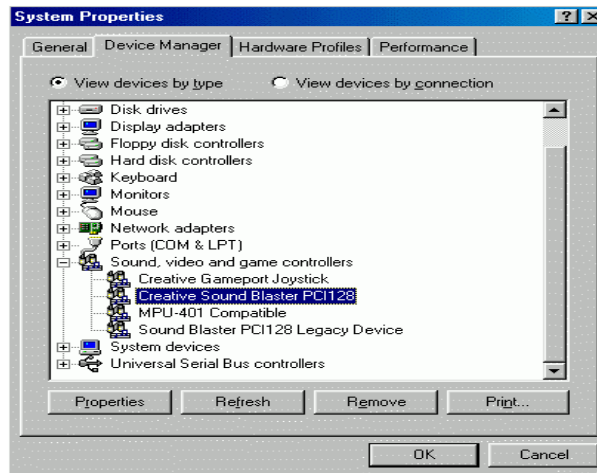 System Properties
General Device Manager Hardware Profiles Performance
View devices by type View devices by connection
Disk drives
Display adapters
Floppy disk controllers
Hard disk controllers
Keyboard
Monitors
Mouse
Network adapters
Ports (COM & LPT)
Sound, video and game controllers
Creative Gameport Joystick
Creative Sound Blaster PCI128
MPU-401 Compatible
Sound Blaster PCI128 Legacy Device
System devices
Universal Serial Bus controllers
Properties Refresh Remove Print...
OK Cancel